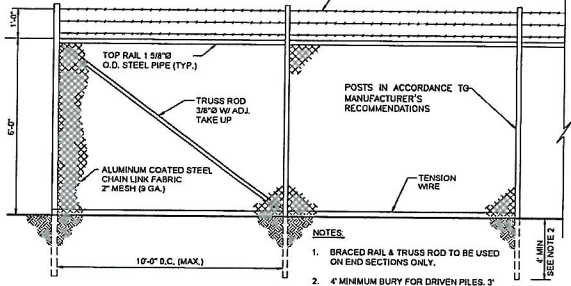 1'-0"
TOP RAIL 1 5/8"Ø
O.D. STEEL PIPE (TYP.)
6'-0"
TRUSS ROD
3/8"Ø W/ ADJ.
TAKE UP
POSTS IN ACCORDANCE TO
MANUFACTURER'S
RECOMMENDATIONS
ALUMINUM COATED STEEL
CHAIN LINK FABRIC
2" MESH (9 GA.)
TENSION
WIRE
10'-0" O.C. (MAX.)
4' MIN
SEE NOTE 2
NOTES:
1. BRACED RAIL & TRUSS ROD TO BE USED
ON END SECTIONS ONLY.
2. 4' MINIMUM BURY FOR DRIVEN PILES. 3'